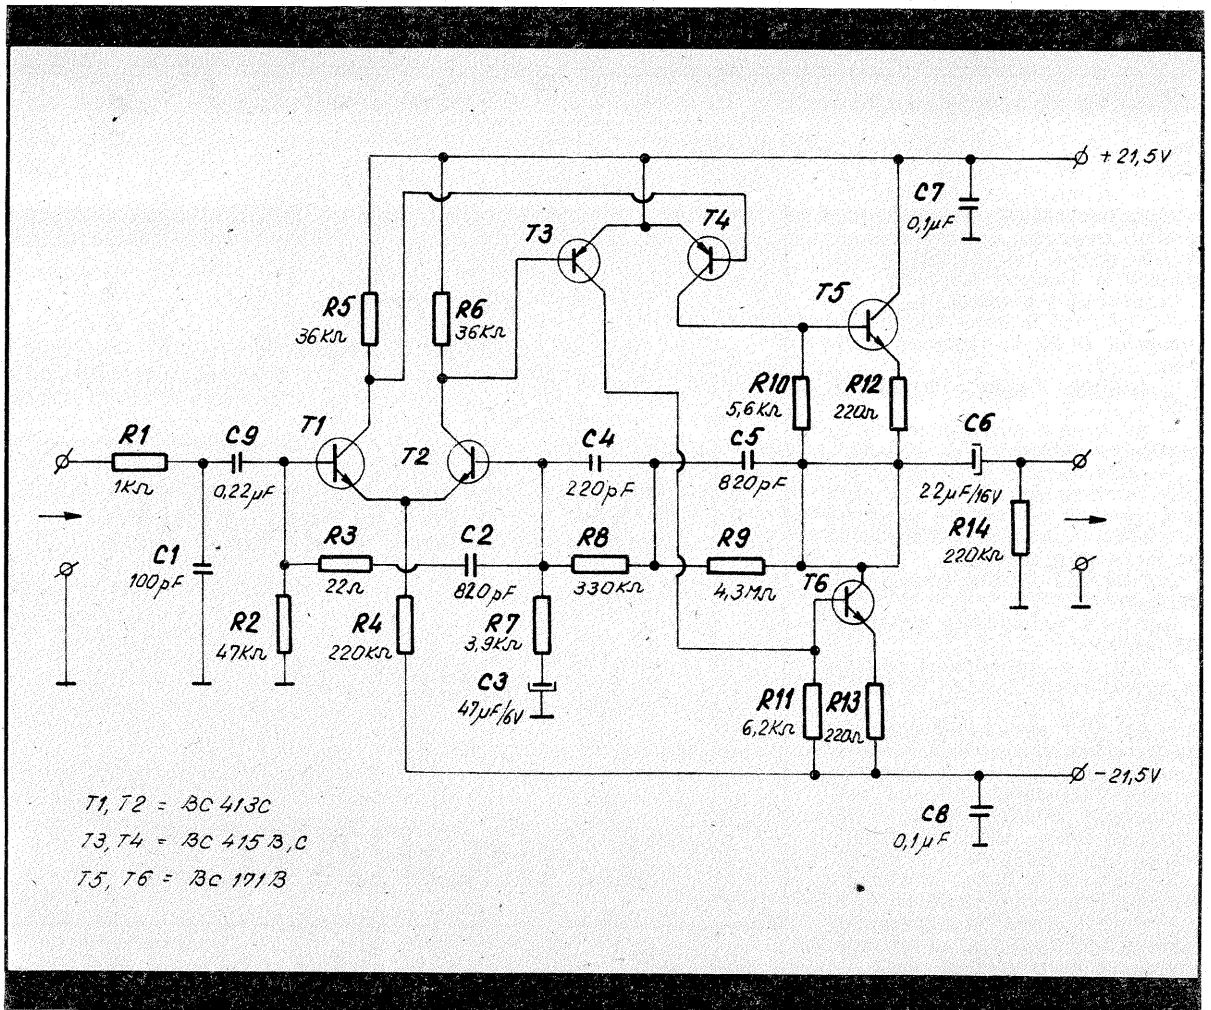 +21,5V
C7
0,1µF
T3
T4
T5
R5
36KΩ
R6
36KΩ
R10
5,6KΩ
R12
220Ω
R1
1KΩ
C9
0,22µF
T1
T2
C4
220pF
C5
820pF
C6
22µF/16V
R14
220KΩ
C1
100pF
R3
22Ω
C2
820pF
R8
330KΩ
R9
4,3MΩ
T6
R2
47KΩ
R4
220KΩ
R7
3,9KΩ
C3
47µF/6V
R11
6,2KΩ
R13
220Ω
-21,5V
C8
0,1µF
T1, T2 = BC 413C
T3, T4 = BC 415 B,C
T5, T6 = BC 171B